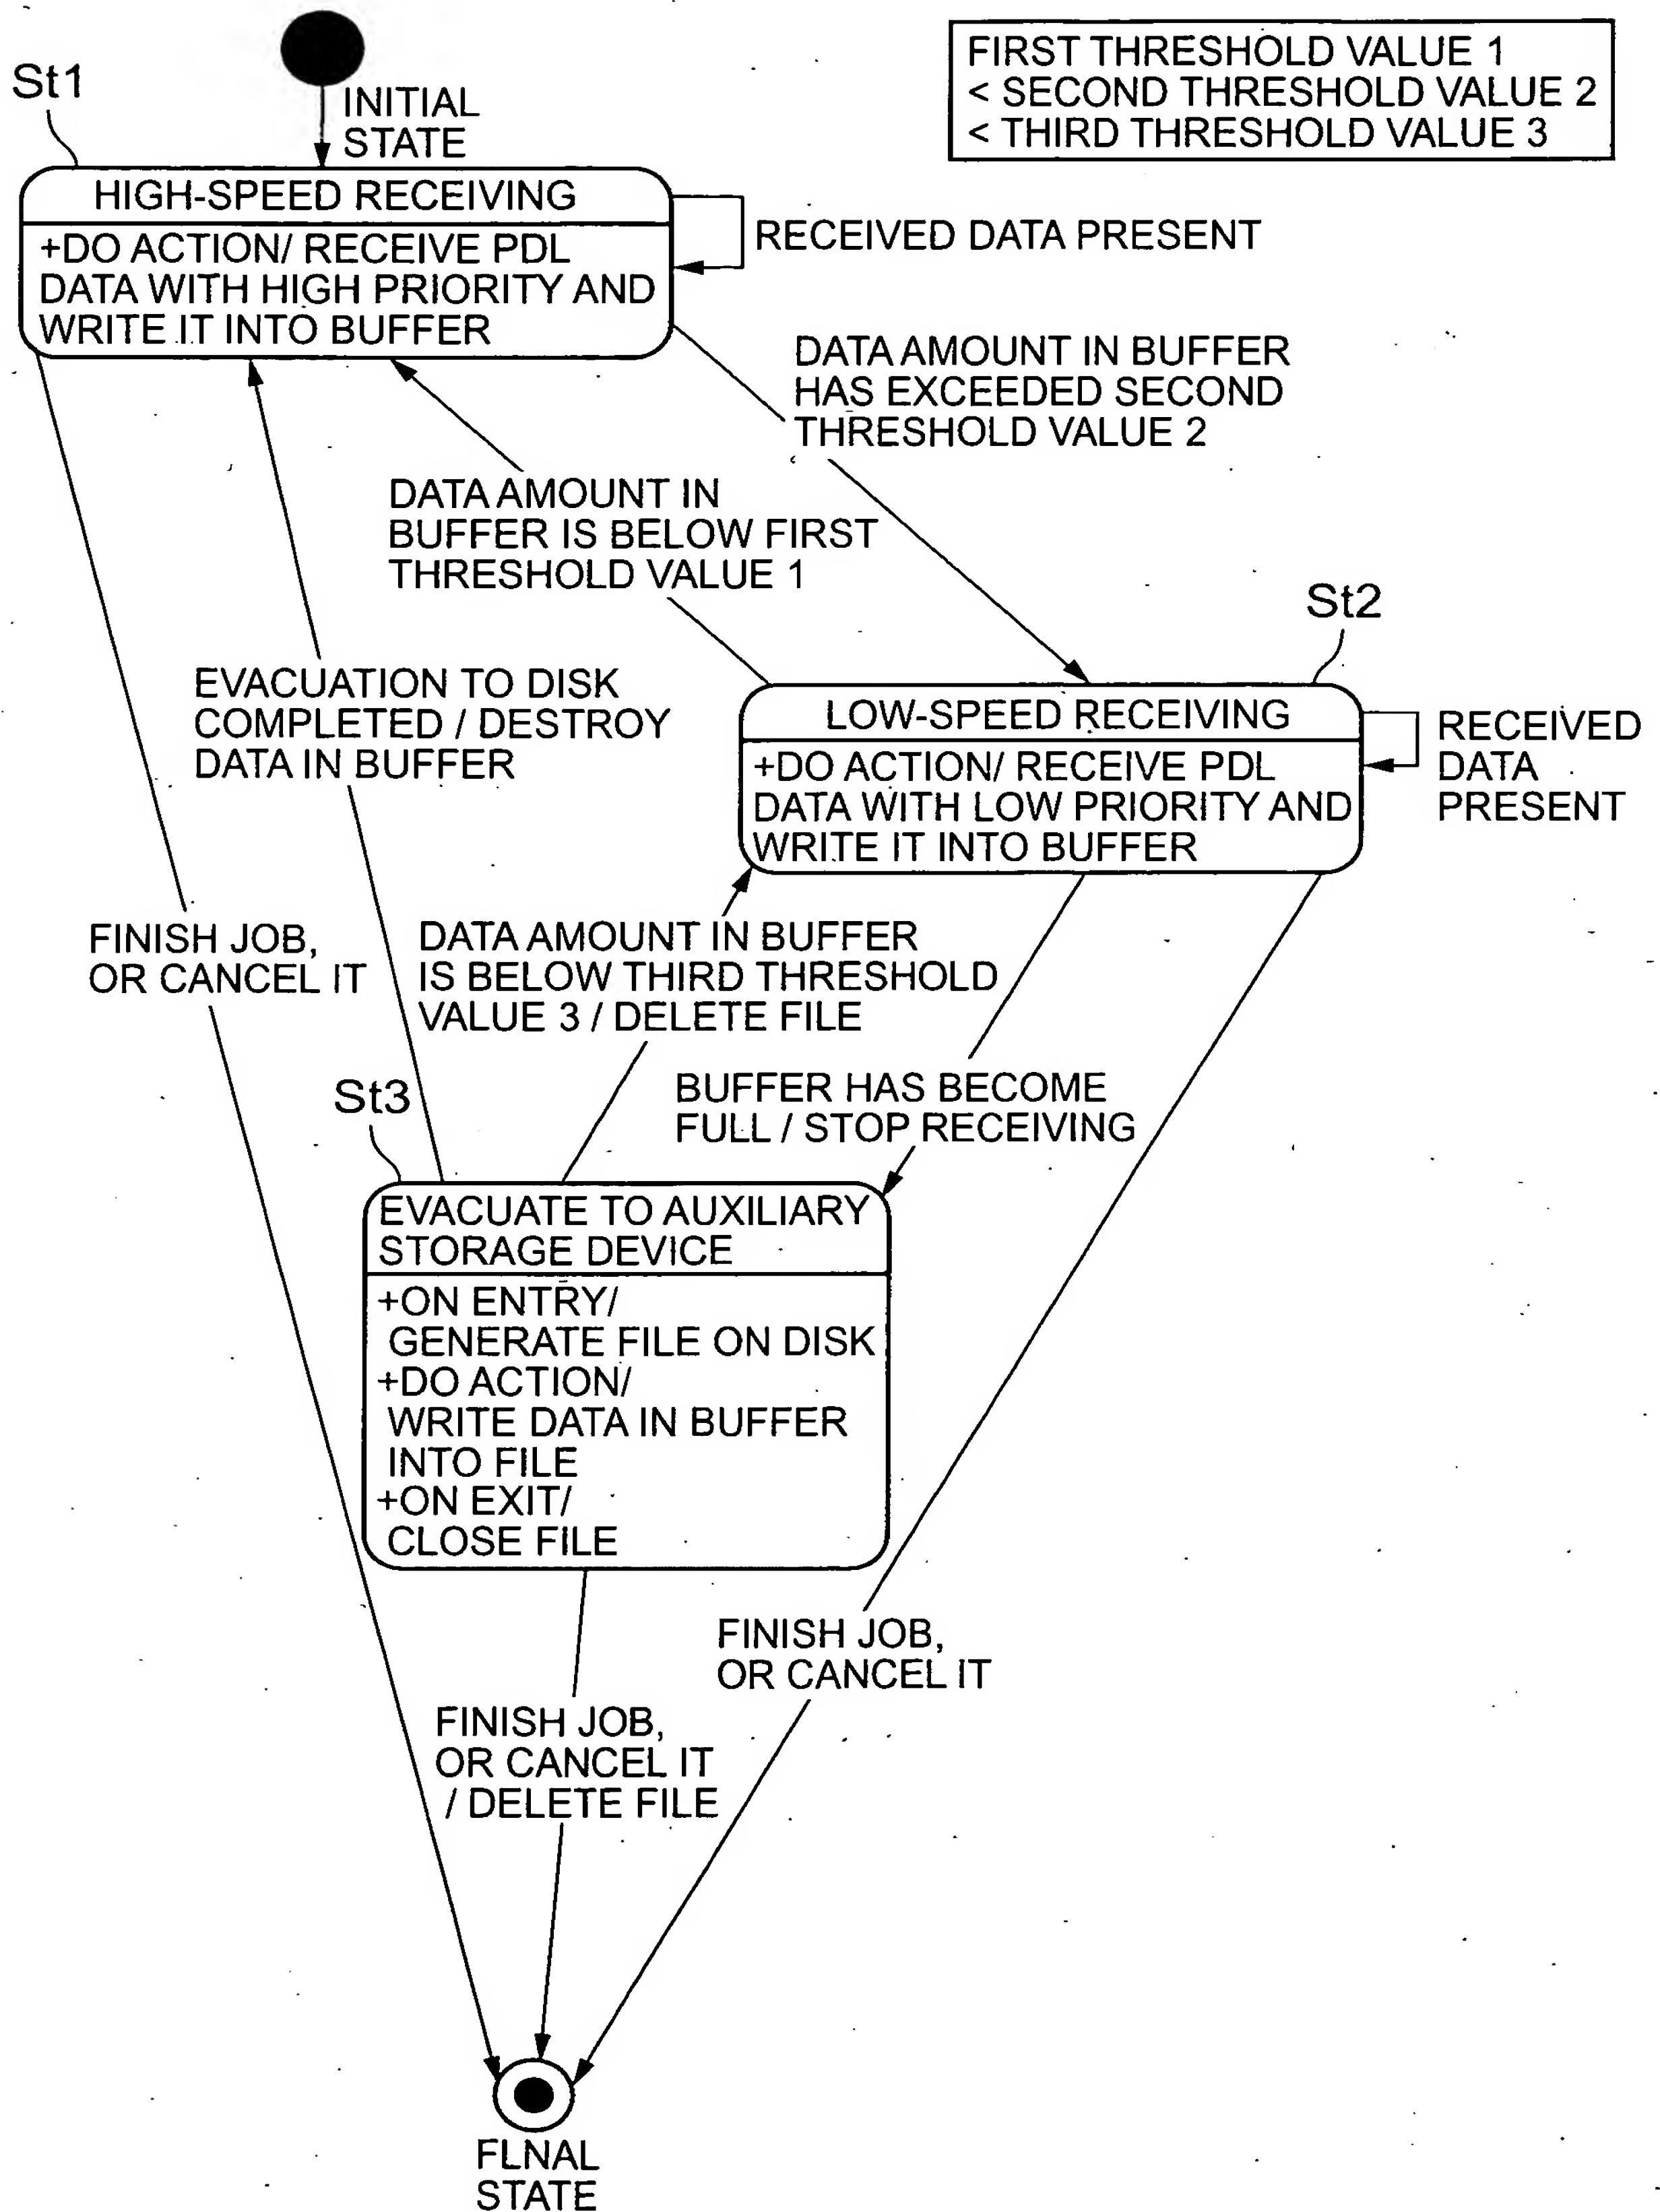 St1
INITIAL
STATE
FIRST THRESHOLD VALUE 1
< SECOND THRESHOLD VALUE 2
< THIRD THRESHOLD VALUE 3
HIGH-SPEED RECEIVING
+DO ACTION/ RECEIVE PDL
DATA WITH HIGH PRIORITY AND
WRITE IT INTO BUFFER
RECEIVED DATA PRESENT
DATA AMOUNT IN BUFFER
HAS EXCEEDED SECOND
THRESHOLD VALUE 2
DATA AMOUNT IN
BUFFER IS BELOW FIRST
THRESHOLD VALUE 1
St2
EVACUATION TO DISK
COMPLETED / DESTROY
DATA IN BUFFER
LOW-SPEED RECEIVING
+DO ACTION/ RECEIVE PDL
DATA WITH LOW PRIORITY AND
WRITE IT INTO BUFFER
RECEIVED
DATA
PRESENT
FINISH JOB,
OR CANCEL IT
DATA AMOUNT IN BUFFER
IS BELOW THIRD THRESHOLD
VALUE 3 / DELETE FILE
BUFFER HAS BECOME
FULL / STOP RECEIVING
St3
EVACUATE TO AUXILIARY
STORAGE DEVICE
+ON ENTRY/
GENERATE FILE ON DISK
+DO ACTION/
WRITE DATA IN BUFFER
INTO FILE
+ON EXIT/
CLOSE FILE
FINISH JOB,
OR CANCEL IT
FINISH JOB,
OR CANCEL IT
/ DELETE FILE
FLNAL
STATE